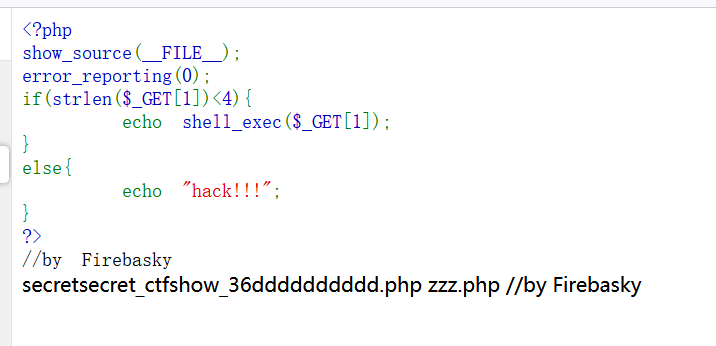 <?php
show_source(__FILE__);
error_reporting(0);
if(strlen($_GET[1])<4){
echo shell_exec($_GET[1]);
}
else{
echo "hack!!!";
}
?>
//by Firebasky
secretsecret_ctfshow_36dddddddddd.php zzz.php //by Firebasky